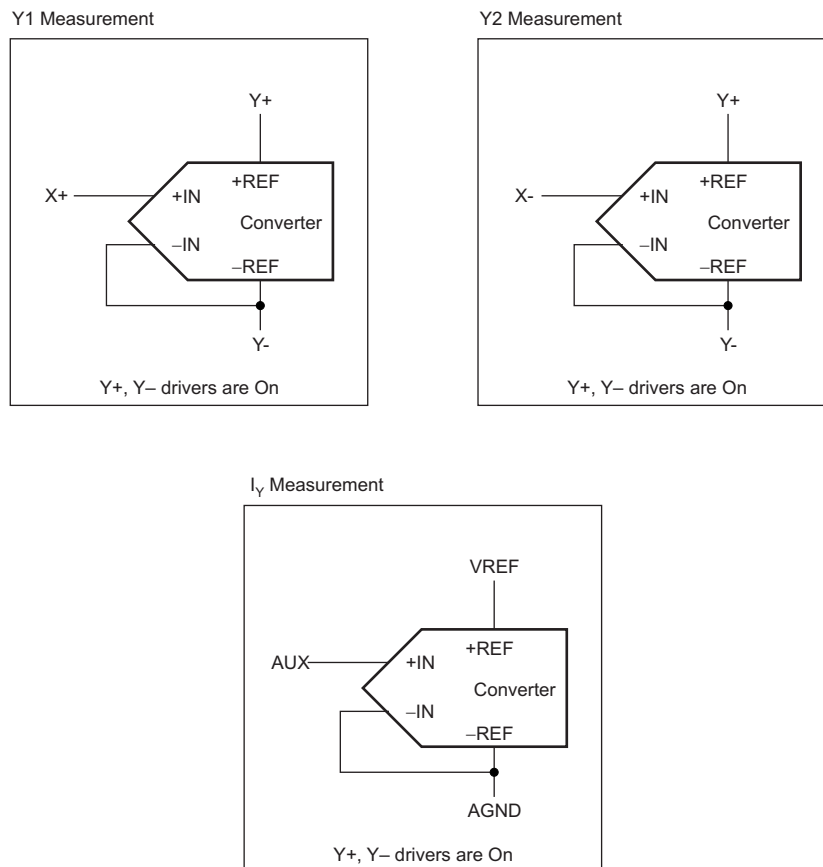 Y1 Measurement
Y+
X+
+IN
+REF
Converter
–IN
–REF
Y-
Y+, Y– drivers are On
Y2 Measurement
Y+
X-
+IN
+REF
Converter
–IN
–REF
Y-
Y+, Y– drivers are On
IY Measurement
VREF
AUX
+IN
+REF
Converter
–IN
–REF
AGND
Y+, Y– drivers are On